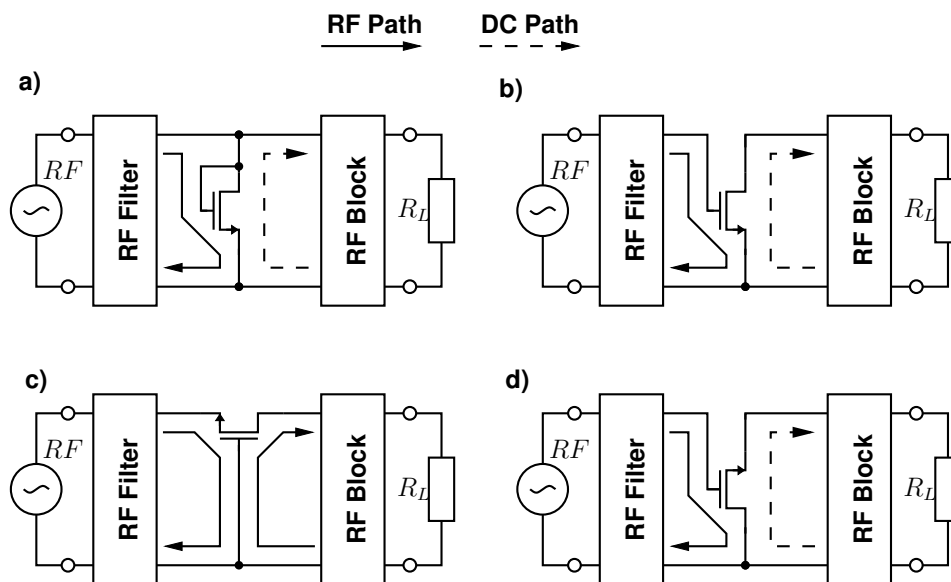 RF Path DC Path
a) b)
RF RF Filter RF Block R_L
RF RF Filter RF Block R_L
c) d)
RF RF Filter RF Block R_L
RF RF Filter RF Block R_L